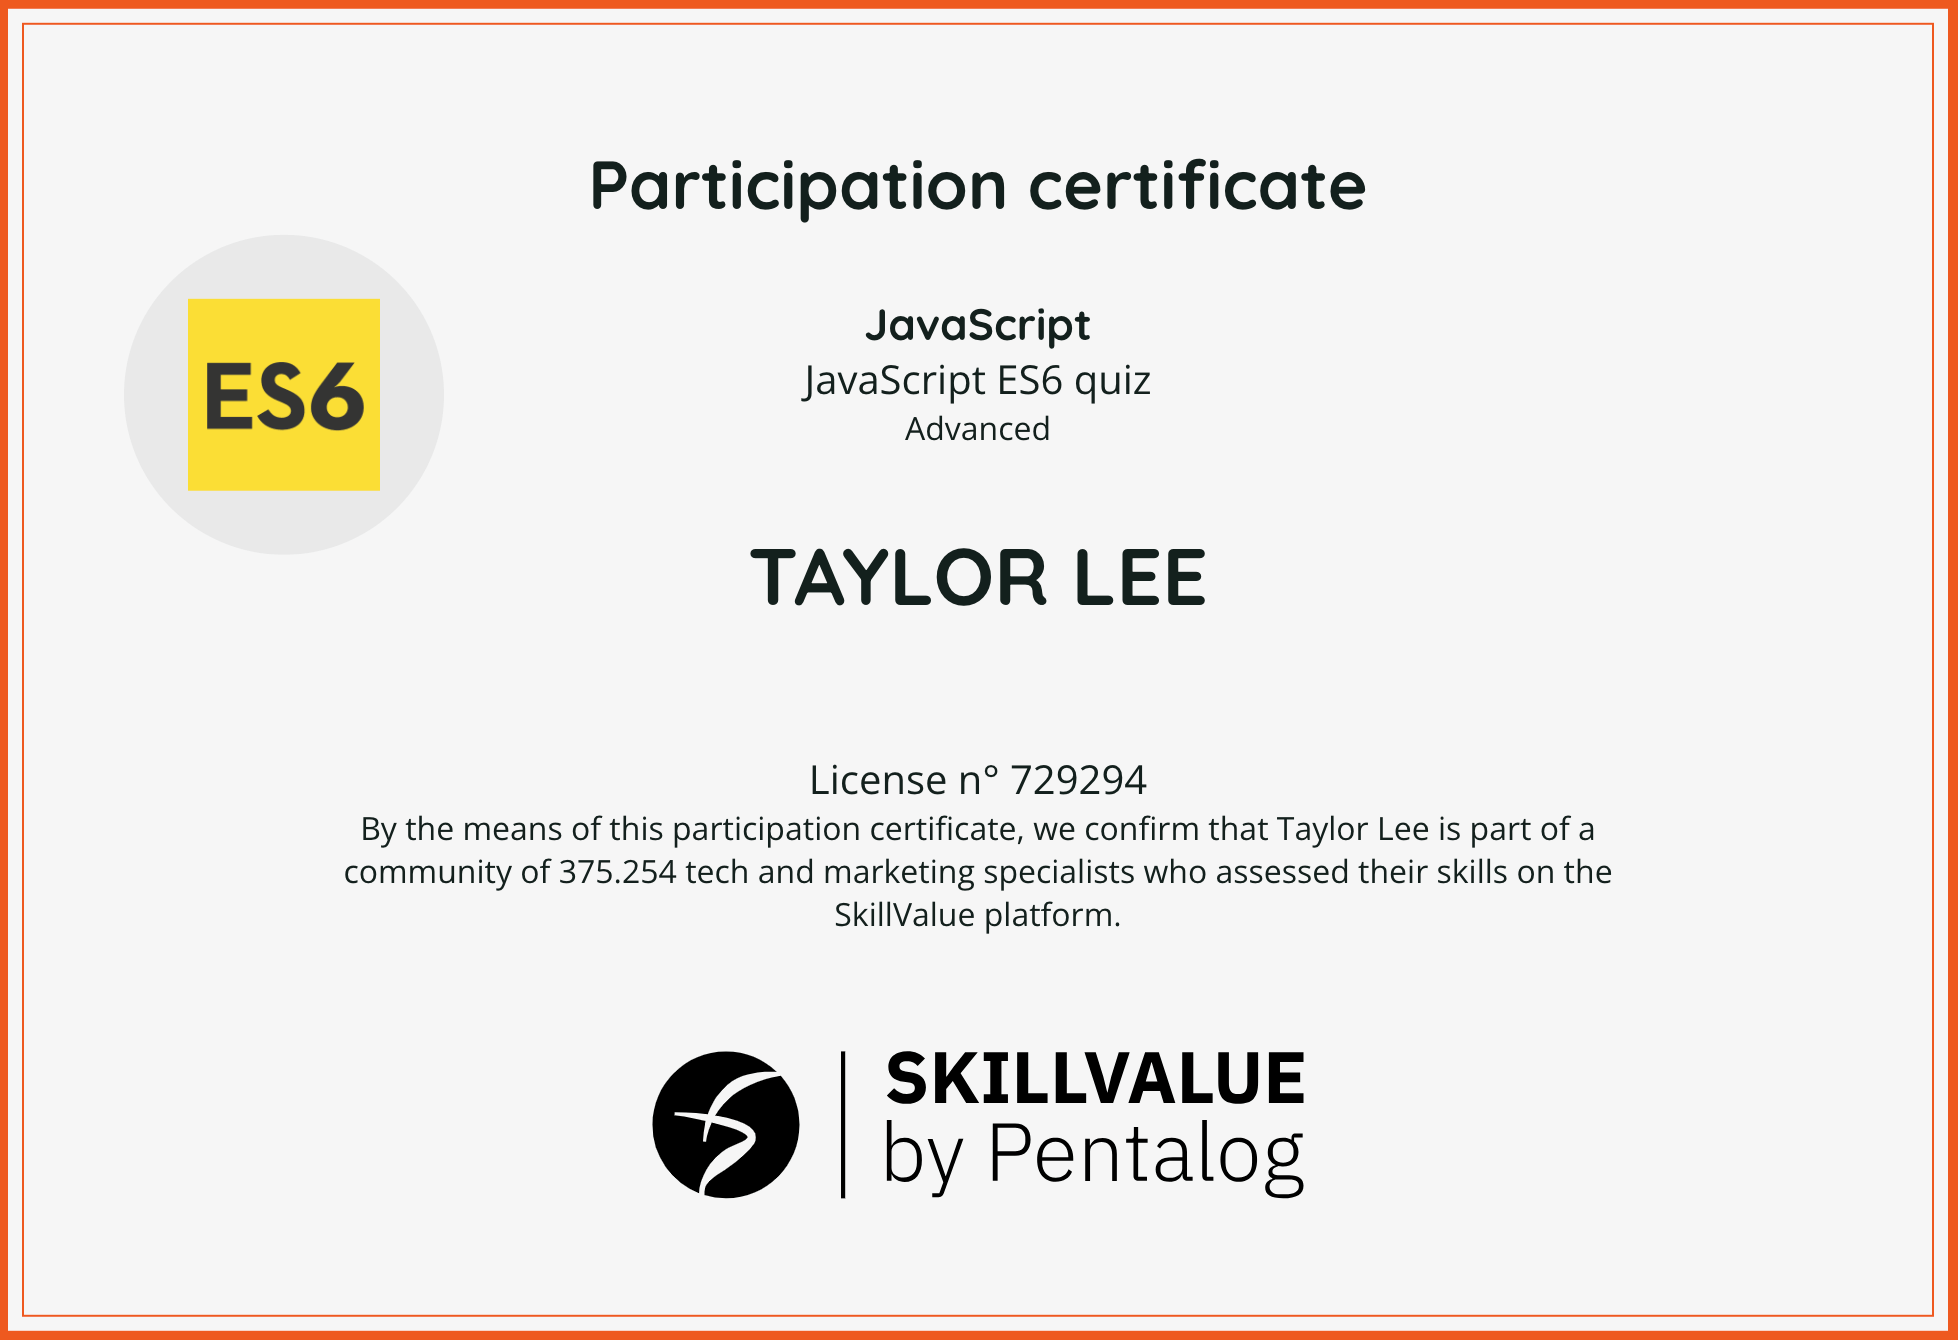 Participation certificate
ES6
JavaScript
JavaScript ES6 quiz
Advanced
TAYLOR LEE
License n° 729294
By the means of this participation certificate, we confirm that Taylor Lee is part of a
community of 375.254 tech and marketing specialists who assessed their skills on the
SkillValue platform.
SKILLVALUE
by Pentalog